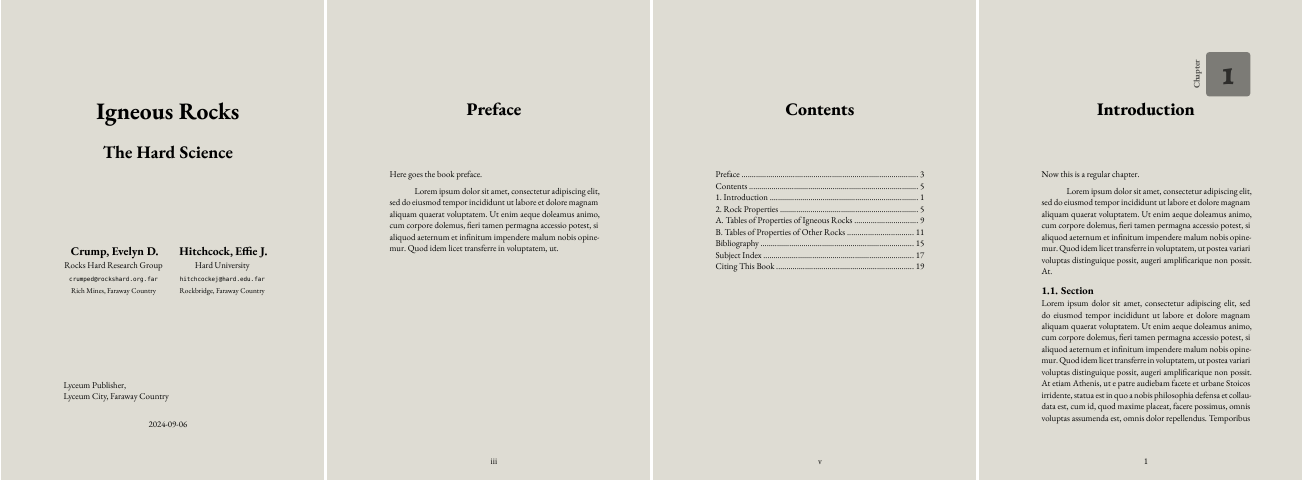 Igneous Rocks
The Hard Science
Crump, Evelyn D.
Rocks Hard Research Group
crumped@rockshard.org.far
Rich Mines, Faraway Country
Hitchcock, Effie J.
Hard University
hitchcockej@hard.edu.far
Rockbridge, Faraway Country
Lyceum Publisher,
Lyceum City, Faraway Country
2024-09-06
Preface
Here goes the book preface.
Lorem ipsum dolor sit amet, consectetur adipiscing elit,
sed do eiusmod tempor incididunt ut labore et dolore magnam
aliquam quaerat voluptatem. Ut enim aeque doleamus animo,
cum corpore dolemus, fieri tamen permagna accessio potest, si
aliquod aeternum et infinitum impendere malum nobis opine-
mur. Quod idem licet transferre in voluptatem, ut.
iii
Contents
Preface ........ 3
Contents ........ 5
1. Introduction ........ 1
2. Rock Properties ........ 5
A. Tables of Properties of Igneous Rocks ........ 9
B. Tables of Properties of Other Rocks ........ 11
Bibliography ........ 15
Subject Index ........ 17
Citing This Book ........ 19
v
Chapter
1
Introduction
Now this is a regular chapter.
Lorem ipsum dolor sit amet, consectetur adipiscing elit,
sed do eiusmod tempor incididunt ut labore et dolore magnam
aliquam quaerat voluptatem. Ut enim aeque doleamus animo,
cum corpore dolemus, fieri tamen permagna accessio potest, si
aliquod aeternum et infinitum impendere malum nobis opine-
mur. Quod idem licet transferre in voluptatem, ut postea variari
voluptas distinguique possit, augeri amplificarique non possit.
At.
1.1. Section
Lorem ipsum dolor sit amet, consectetur adipiscing elit, sed
do eiusmod tempor incididunt ut labore et dolore magnam
aliquam quaerat voluptatem. Ut enim aeque doleamus animo,
cum corpore dolemus, fieri tamen permagna accessio potest, si
aliquod aeternum et infinitum impendere malum nobis opine-
mur. Quod idem licet transferre in voluptatem, ut postea variari
voluptas distinguique possit, augeri amplificarique non possit.
At etiam Athenis, ut e patre audiebam facete et urbane Stoicos
irridente, statua est in quo a nobis philosophia defensa et collau-
data est, cum id, quod maxime placeat, facere possimus, omnis
voluptas assumenda est, omnis dolor repellendus. Temporibus
1